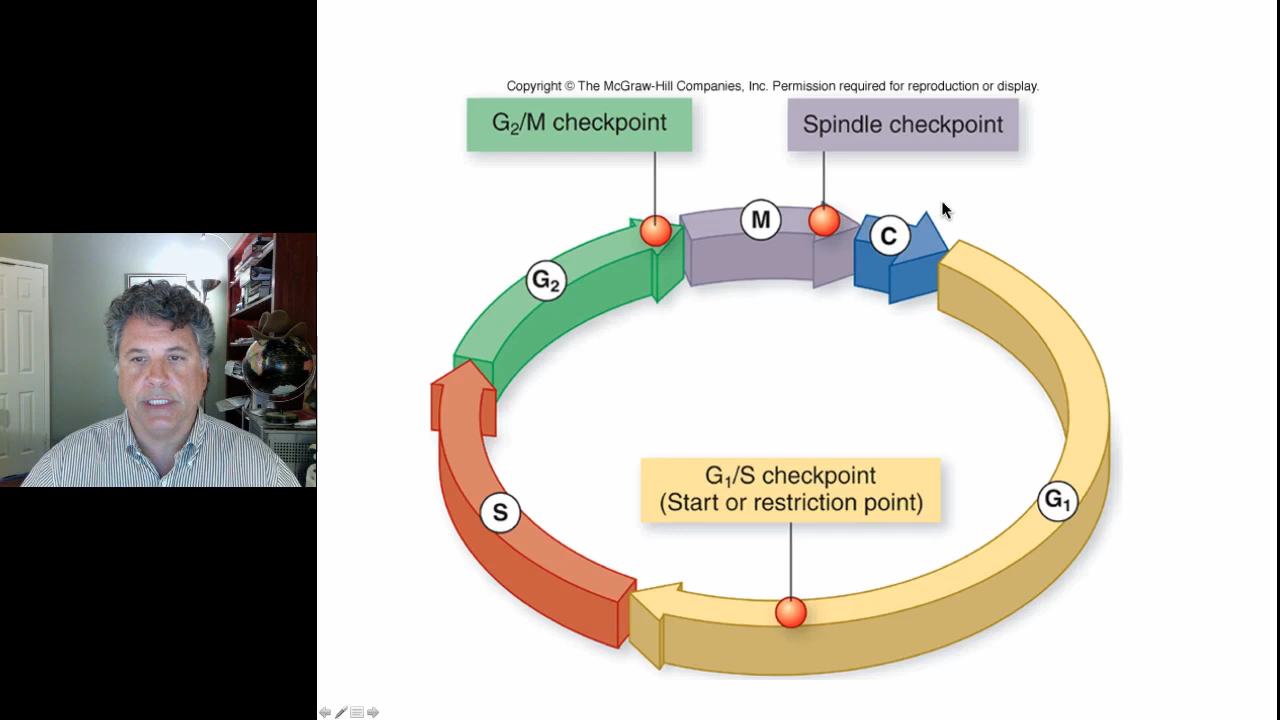 Copyright © The McGraw-Hill Companies, Inc. Permission required for reproduction or display.
G₂/M checkpoint
Spindle checkpoint
M
C
G₂
G₁/S checkpoint
(Start or restriction point)
G₁
S